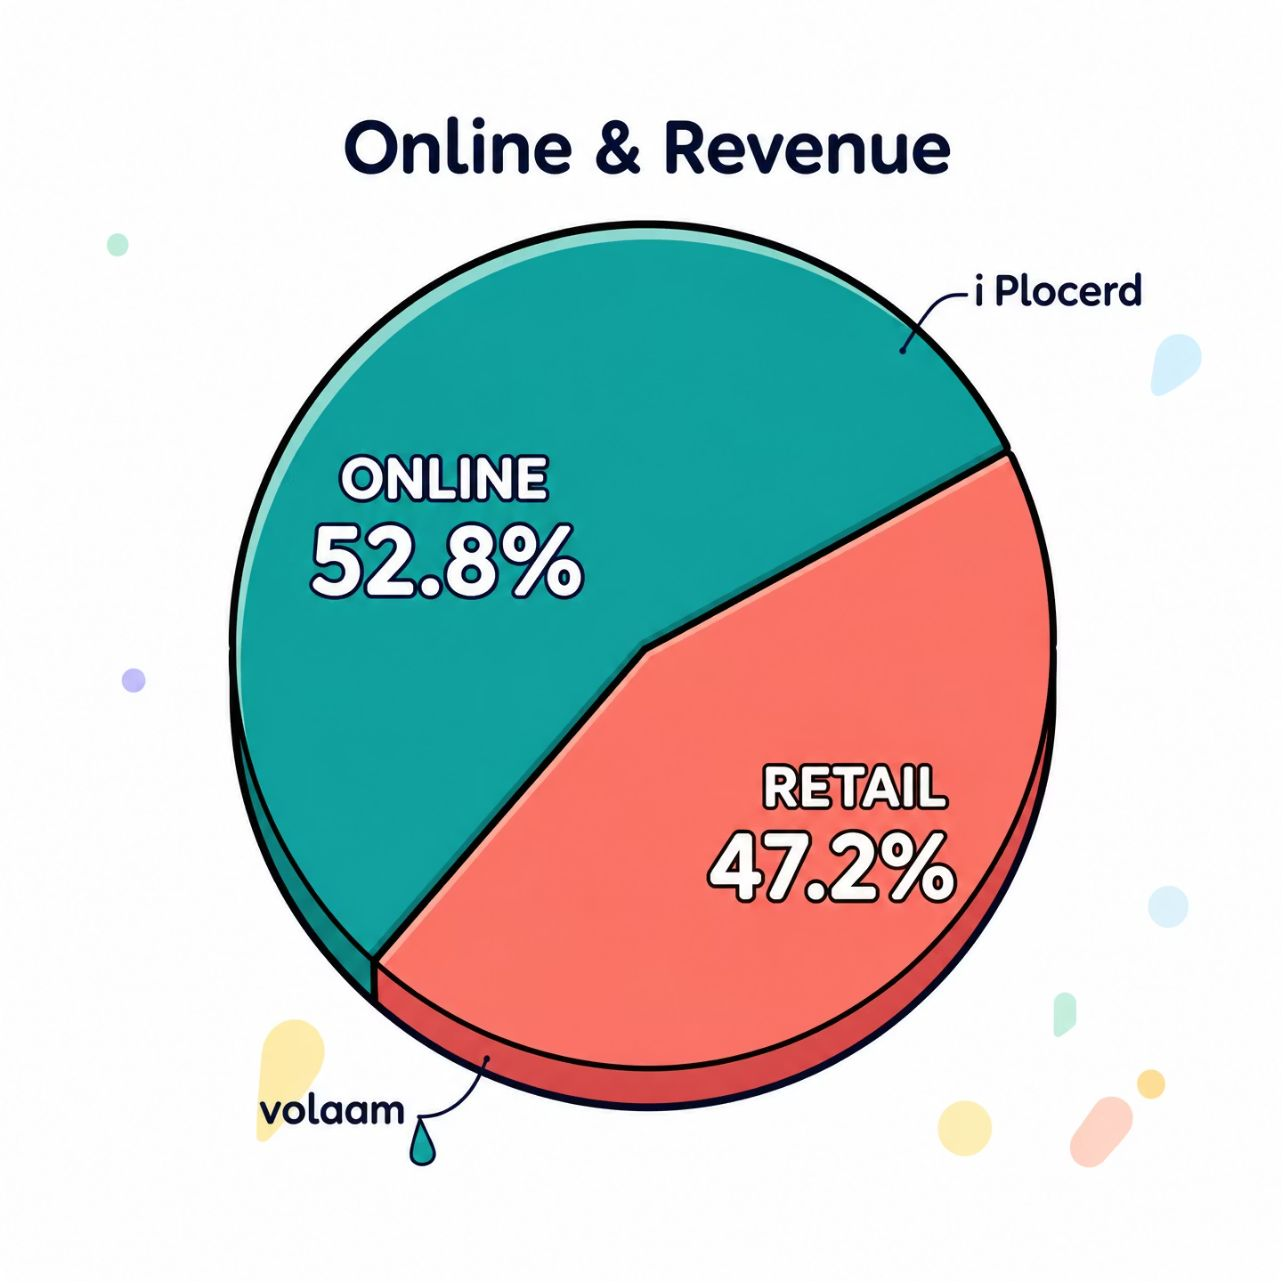 Online & Revenue
i Plocerd
ONLINE
52.8%
RETAIL
47.2%
volaam